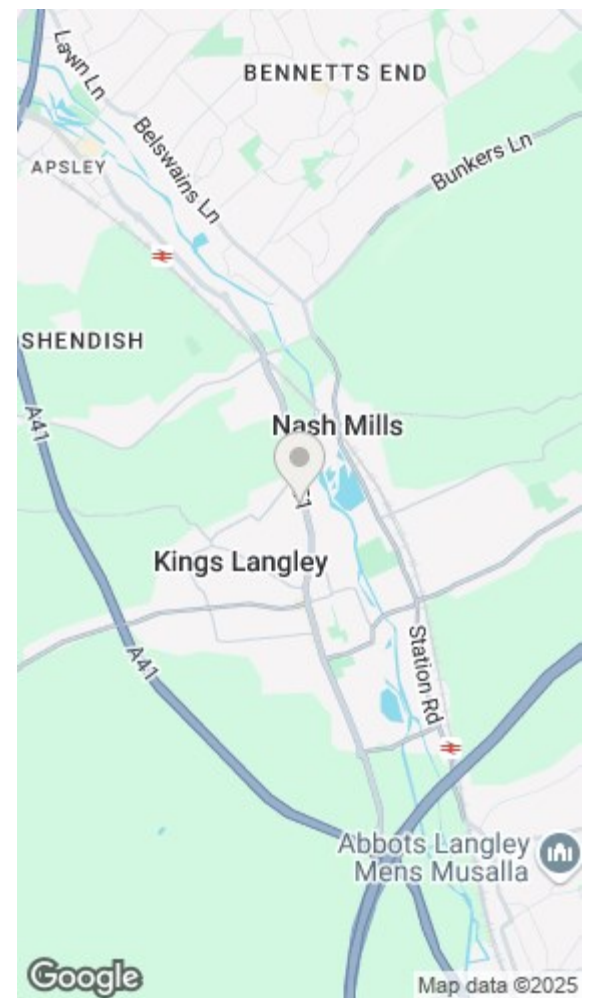 Lawn Ln
BENNETTS END
Belswains Ln
Bunkers Ln
APSLEY
SHENDISH
A41
Nash Mills
Kings Langley
A41
Station Rd
Abbots Langley
Mens Musalla
Google
Map data ©2025